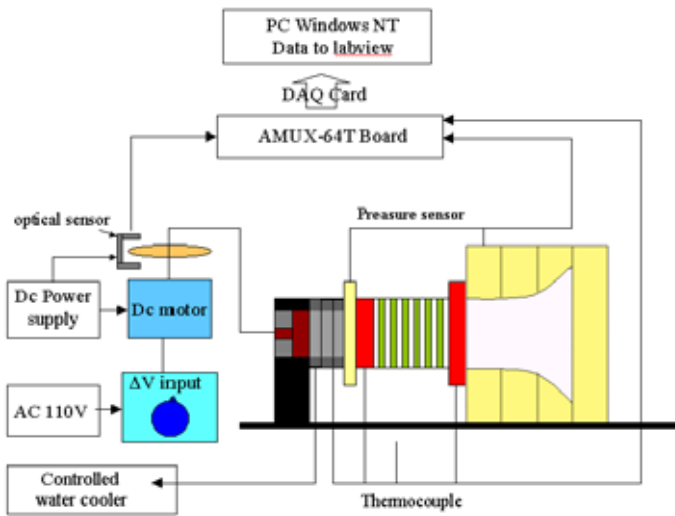 PC Windows NT
Data to labview
DAQ Card
AMUX-64T Board
optical sensor
Preasure sensor
Dc Power
supply
Dc motor
ΔV input
AC 110V
Controlled
water cooler
Thermocouple